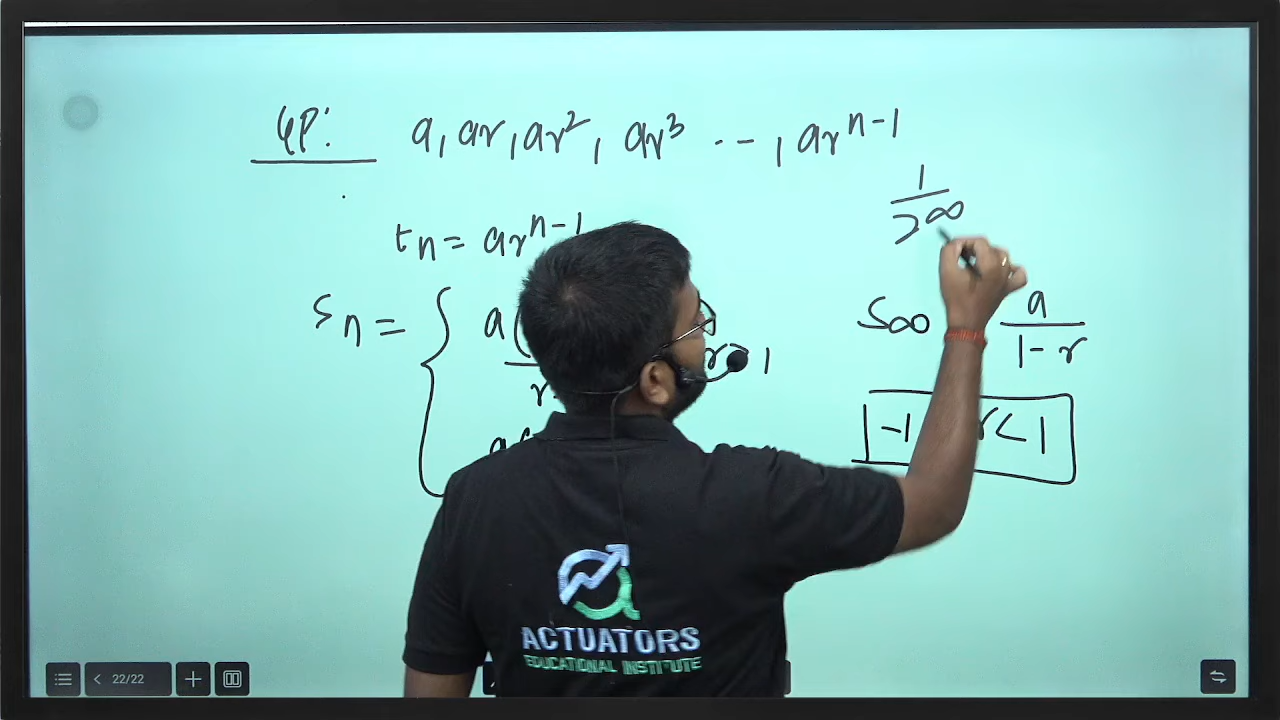 GP: a, ar, ar², ar³ ..., arⁿ⁻¹
1/2^∞
tₙ = arⁿ⁻¹
Sₙ = { a( / r
r > 1
S∞ a / 1 - r
-1 r < 1
ACTUATORS
EDUCATIONAL INSTITUTE
22/22